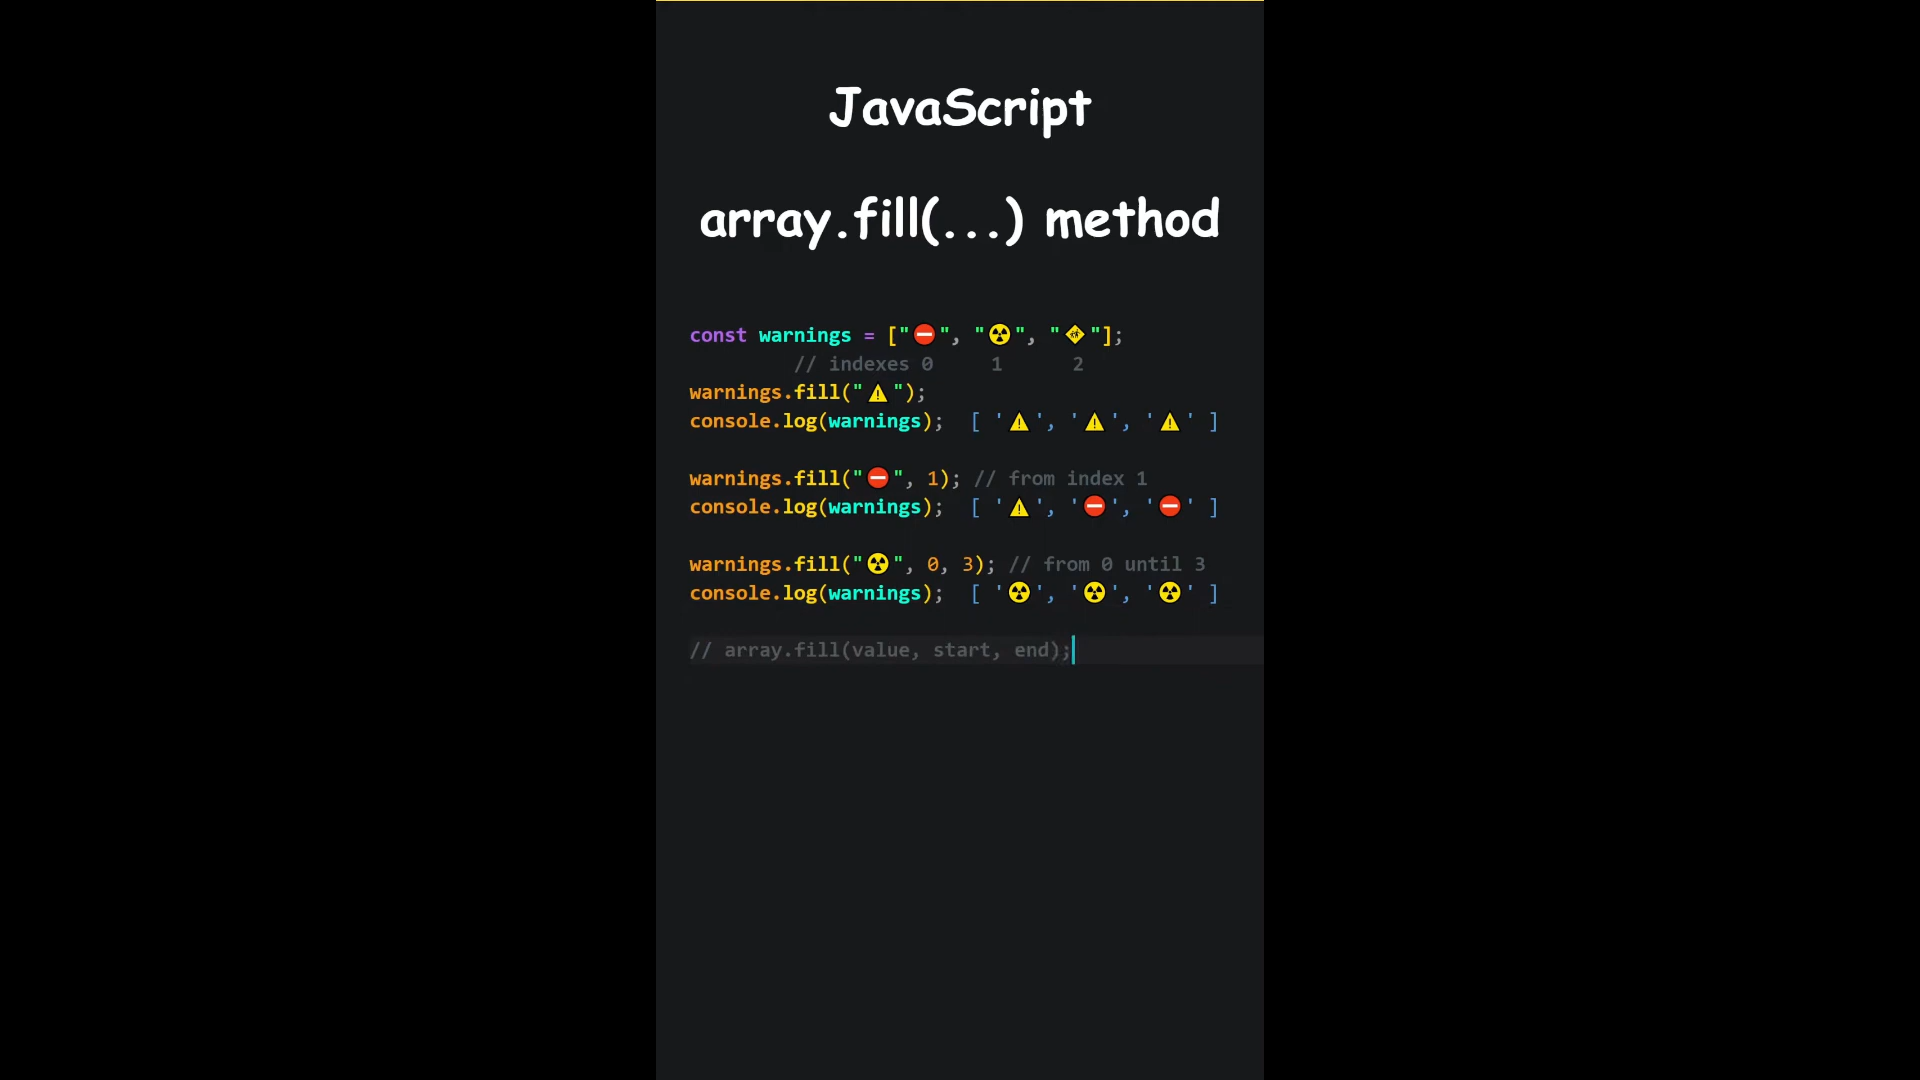 JavaScript
array.fill(...) method
const warnings = ["⛔", "☢️", "🚸"];
// indexes 0 1 2
warnings.fill("⚠️");
console.log(warnings); [ '⚠️', '⚠️', '⚠️' ]
warnings.fill("⛔", 1); // from index 1
console.log(warnings); [ '⚠️', '⛔', '⛔' ]
warnings.fill("☢️", 0, 3); // from 0 until 3
console.log(warnings); [ '☢️', '☢️', '☢️' ]
// array.fill(value, start, end);